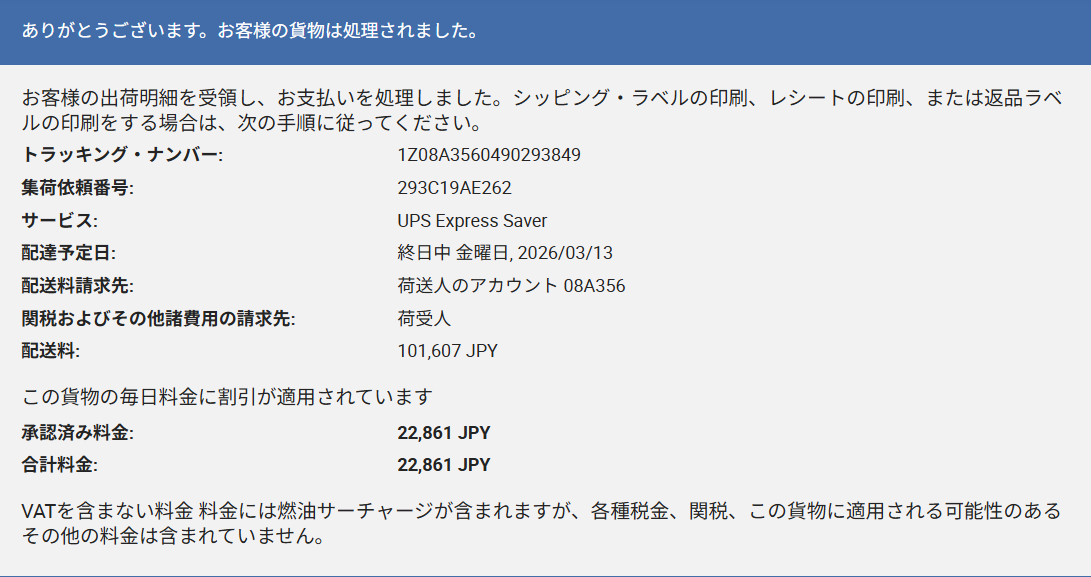 ありがとうございます。お客様の貨物は処理されました。
お客様の出荷明細を受領し、お支払いを処理しました。シッピング・ラベルの印刷、レシートの印刷、または返品ラベ
ルの印刷をする場合は、次の手順に従ってください。
トラッキング・ナンバー: 1Z08A3560490293849
集荷依頼番号: 293C19AE262
サービス: UPS Express Saver
配達予定日: 終日中 金曜日, 2026/03/13
配送料請求先: 荷送人のアカウント 08A356
関税およびその他諸費用の請求先: 荷受人
配送料: 101,607 JPY
この貨物の毎日料金に割引が適用されています
承認済み料金: 22,861 JPY
合計料金: 22,861 JPY
VATを含まない料金 料金には燃油サーチャージが含まれますが、各種税金、関税、この貨物に適用される可能性のある
その他の料金は含まれていません。